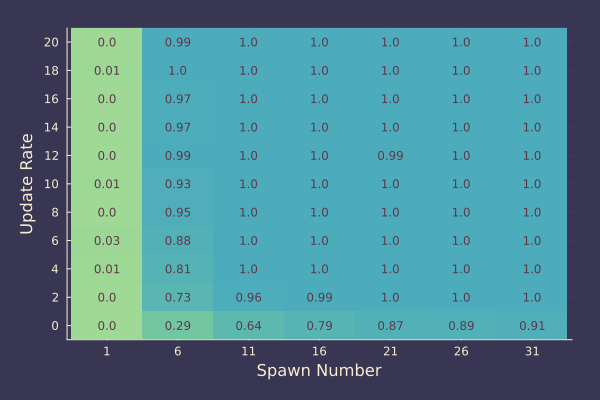 20 0.0 0.99 1.0 1.0 1.0 1.0 1.0
18 0.01 1.0 1.0 1.0 1.0 1.0 1.0
16 0.0 0.97 1.0 1.0 1.0 1.0 1.0
14 0.0 0.97 1.0 1.0 1.0 1.0 1.0
12 0.0 0.99 1.0 1.0 0.99 1.0 1.0
10 0.01 0.93 1.0 1.0 1.0 1.0 1.0
8 0.0 0.95 1.0 1.0 1.0 1.0 1.0
6 0.03 0.88 1.0 1.0 1.0 1.0 1.0
4 0.01 0.81 1.0 1.0 1.0 1.0 1.0
2 0.0 0.73 0.96 0.99 1.0 1.0 1.0
0 0.0 0.29 0.64 0.79 0.87 0.89 0.91
1 6 11 16 21 26 31
Spawn Number
Update Rate